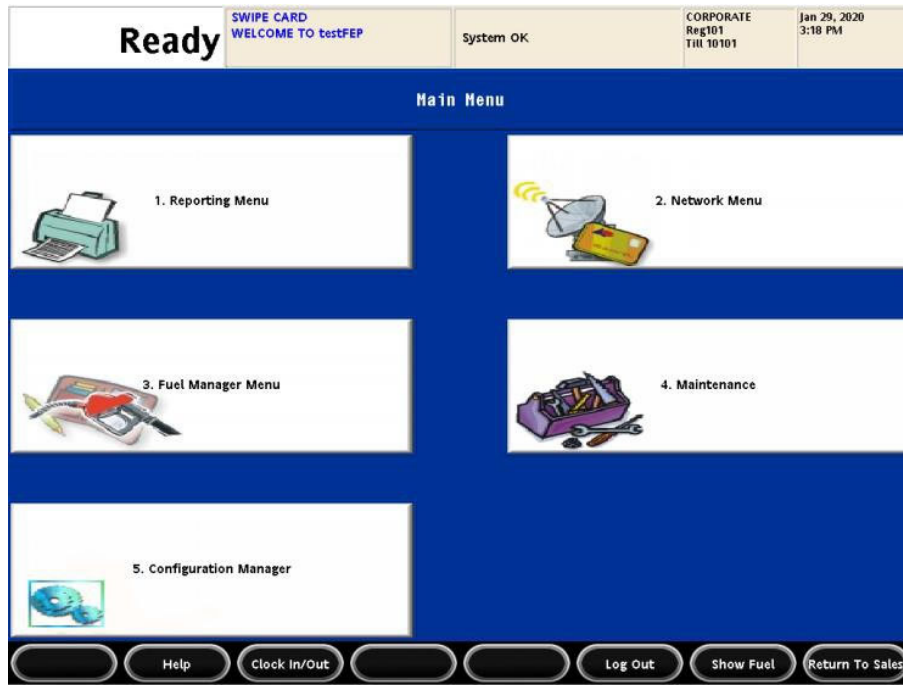 Ready
SWIPE CARD
WELCOME TO testFEP
System OK
CORPORATE
Reg101
Till 10101
Jan 29, 2020
3:18 PM
Main Menu
1. Reporting Menu
2. Network Menu
3. Fuel Manager Menu
4. Maintenance
5. Configuration Manager
Help
Clock In/Out
Log Out
Show Fuel
Return To Sales